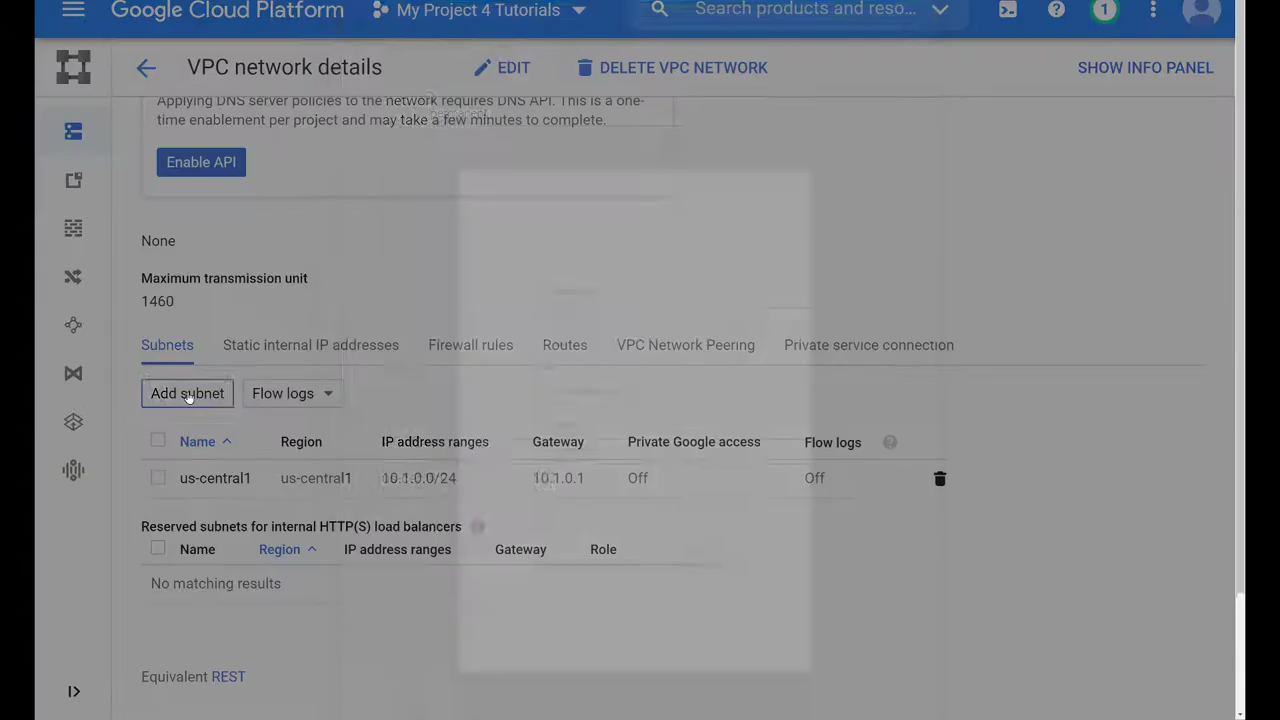 Google Cloud Platform
My Project 4 Tutorials
Search products and reso...
1
VPC network details
EDIT
DELETE VPC NETWORK
SHOW INFO PANEL
Applying DNS server policies to the network requires DNS API. This is a one-
time enablement per project and may take a few minutes to complete.
Enable API
None
Maximum transmission unit
1460
Subnets
Static internal IP addresses
Firewall rules
Routes
VPC Network Peering
Private service connection
Add subnet
Flow logs
Name Region IP address ranges Gateway Private Google access Flow logs
us-central1 us-central1 10.1.0.0/24 10.1.0.1 Off Off
Reserved subnets for internal HTTP(S) load balancers
Name Region IP address ranges Gateway Role
No matching results
Equivalent REST